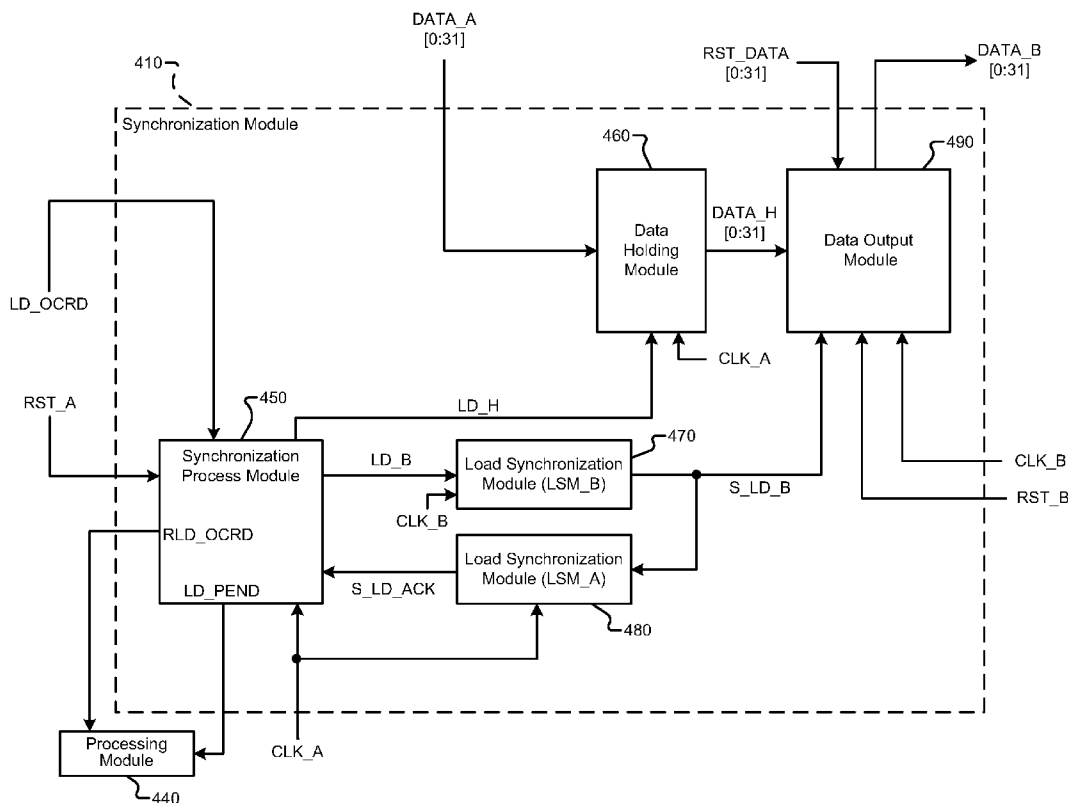 DATA_A
[0:31]
RST_DATA
[0:31]
DATA_B
[0:31]
410
Synchronization Module
460
490
Data
Holding
Module
DATA_H
[0:31]
Data Output
Module
LD_OCRD
CLK_A
RST_A
450
LD_H
470
Synchronization
Process Module
LD_B
Load Synchronization
Module (LSM_B)
S_LD_B
CLK_B
CLK_B
RST_B
RLD_OCRD
Load Synchronization
Module (LSM_A)
LD_PEND
S_LD_ACK
480
Processing
Module
CLK_A
440